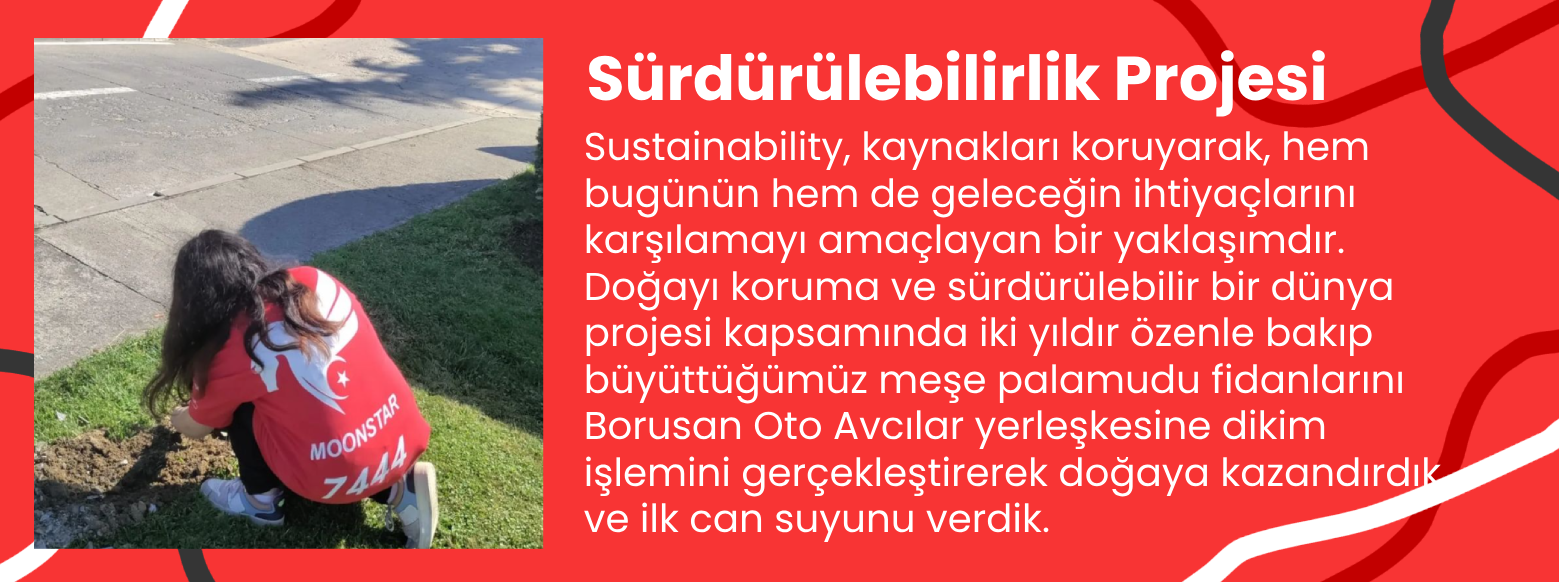 Sürdürülebilirlik Projesi
Sustainability, kaynakları koruyarak, hem
bugünün hem de geleceğin ihtiyaçlarını
karşılamayı amaçlayan bir yaklaşımdır.
Doğayı koruma ve sürdürülebilir bir dünya
projesi kapsamında iki yıldır özenle bakıp
büyüttüğümüz meşe palamudu fidanlarını
Borusan Oto Avcılar yerleşkesine dikim
işlemini gerçekleştirerek doğaya kazandırdık
ve ilk can suyunu verdik.
MOONSTAR
7444